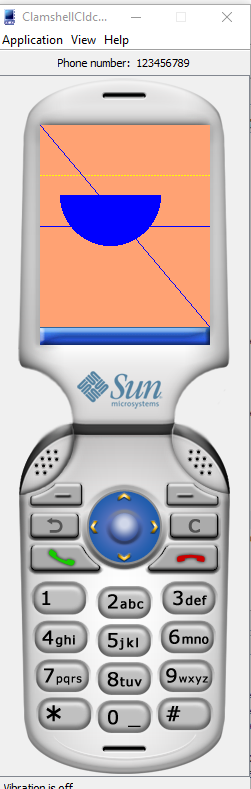 ClamshellCldc...
Application View Help
Phone number: 123456789
Sun
microsystems
C
1 2abc 3def
4ghi 5jkl 6mno
7pqrs 8tuv 9wxyz
* 0 _ #
Vibration is off